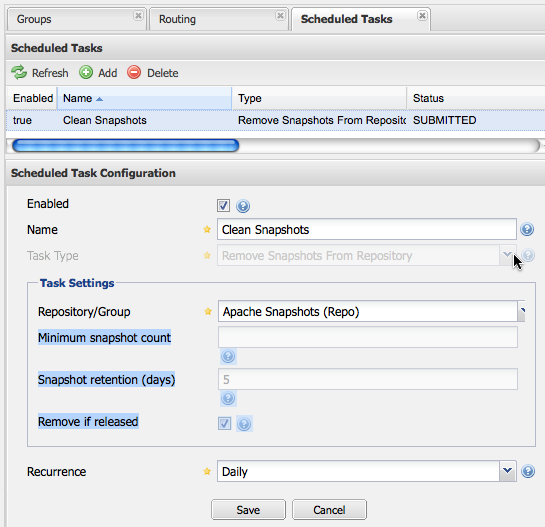 Groups Routing Scheduled Tasks
Scheduled Tasks
Refresh Add Delete
Enabled Name Type Status
true Clean Snapshots Remove Snapshots From Reposito SUBMITTED
Scheduled Task Configuration
Enabled
Name Clean Snapshots
Task Type Remove Snapshots From Repository
Task Settings
Repository/Group Apache Snapshots (Repo)
Minimum snapshot count
Snapshot retention (days) 5
Remove if released
Recurrence Daily
Save Cancel